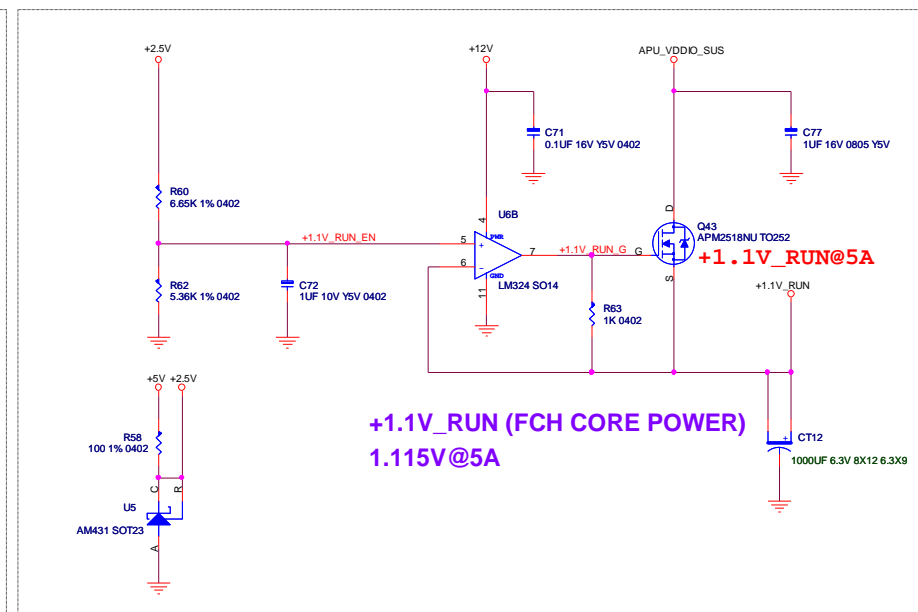 +2.5V
+12V
APU_VDDIO_SUS
C71
0.1UF 16V Y5V 0402
C77
1UF 16V 0805 Y5V
R60
6.65K 1% 0402
U6B
4
PWR
D
Q43
APM2518NU TO252
+1.1V_RUN_EN
5
+
7
+1.1V_RUN_G
G
+1.1V_RUN@5A
6
-
GND
11
LM324 SO14
S
+1.1V_RUN
R62
5.36K 1% 0402
C72
1UF 10V Y5V 0402
R63
1K 0402
+5V
+2.5V
R58
100 1% 0402
+1.1V_RUN (FCH CORE POWER)
1.115V@5A
+
CT12
1000UF 6.3V 8X12 6.3X9
C
R
U5
AM431 SOT23
A